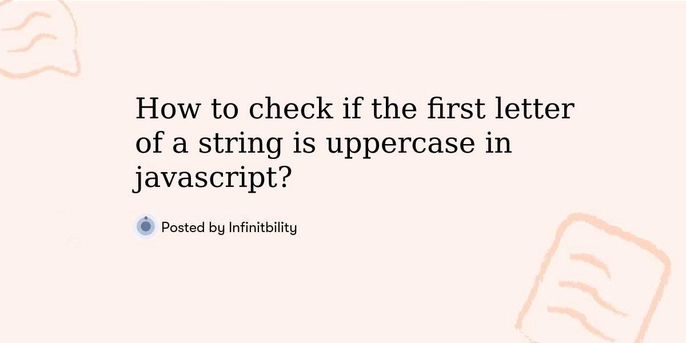 How to check if the first letter
of a string is uppercase in
javascript?
Posted by Infinitbility